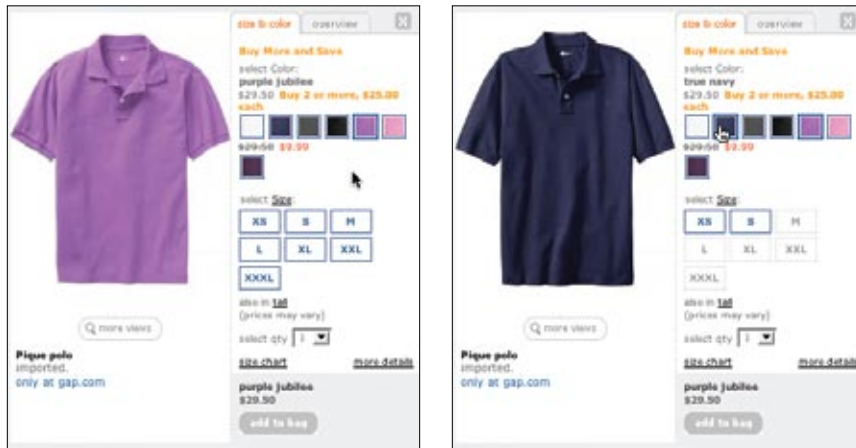 size & color overview X
Buy More and Save
select Color:
purple jubilee
$29.50 Buy 2 or more, $25.00
each
$29.50 $9.99
select Size:
XS S M
L XL XXL
XXXL
also in tall
(prices may vary)
select qty 1
size chart more details
purple jubilee
$29.50
add to bag
more views
Pique polo
imported.
only at gap.com
size & color overview X
Buy More and Save
select Color:
true navy
$29.50 Buy 2 or more, $25.00
each
$29.50 $9.99
select Size:
XS S M
L XL XXL
XXXL
also in tall
(prices may vary)
select qty 1
size chart more details
purple jubilee
$29.50
add to bag
more views
Pique polo
imported.
only at gap.com